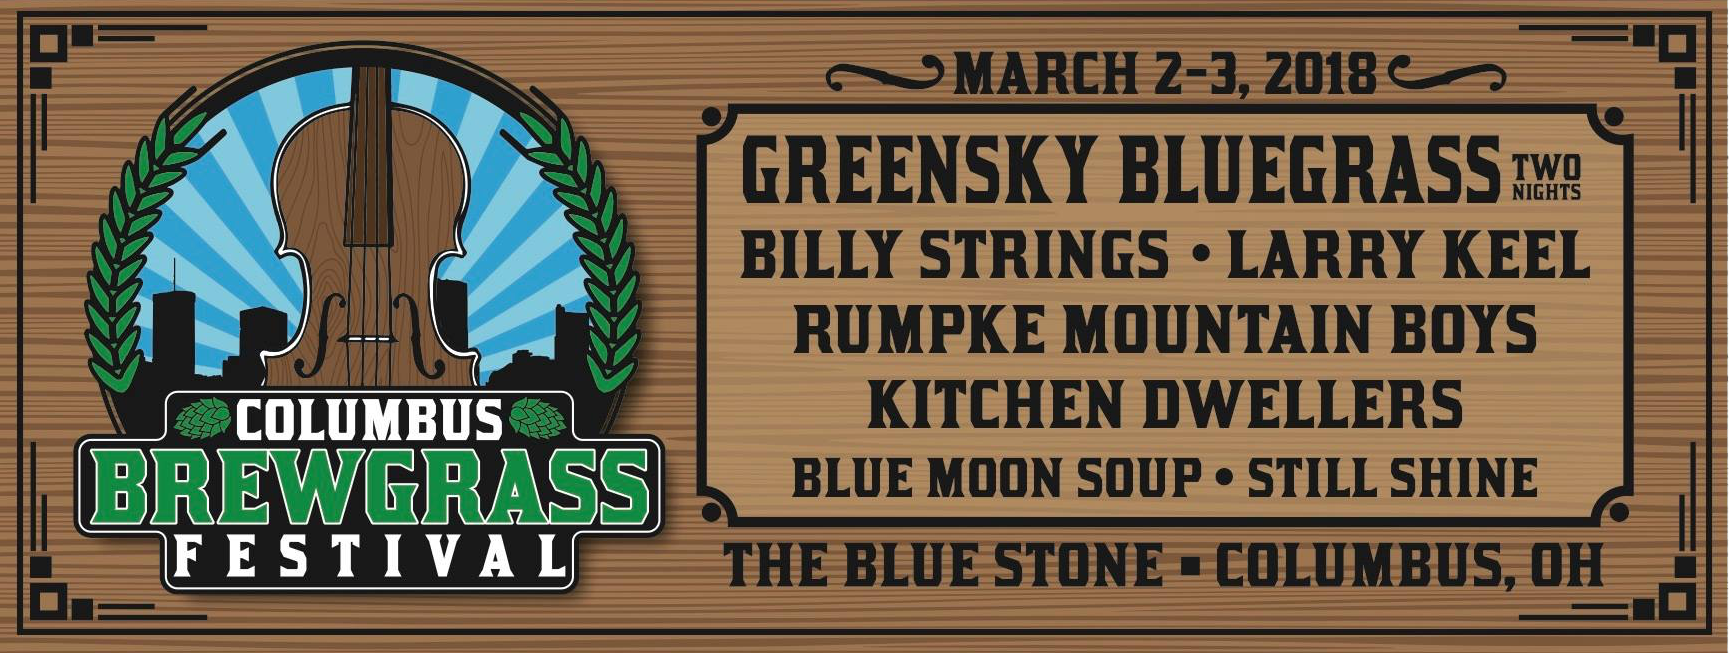 COLUMBUS
BREWGRASS
FESTIVAL
MARCH 2-3, 2018
GREENSKY BLUEGRASS TWO NIGHTS
BILLY STRINGS • LARRY KEEL
RUMPKE MOUNTAIN BOYS
KITCHEN DWELLERS
BLUE MOON SOUP • STILL SHINE
THE BLUE STONE ▪ COLUMBUS, OH